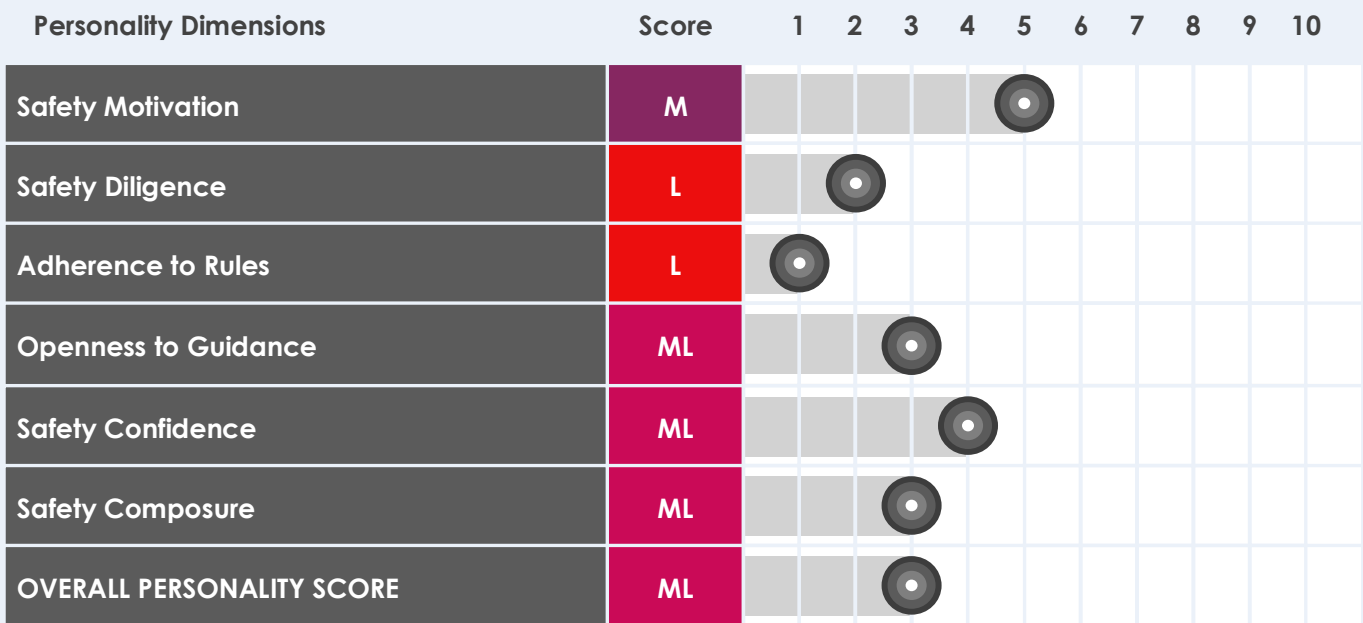 Personality Dimensions Score 1 2 3 4 5 6 7 8 9 10
Safety Motivation M
Safety Diligence L
Adherence to Rules L
Openness to Guidance ML
Safety Confidence ML
Safety Composure ML
OVERALL PERSONALITY SCORE ML